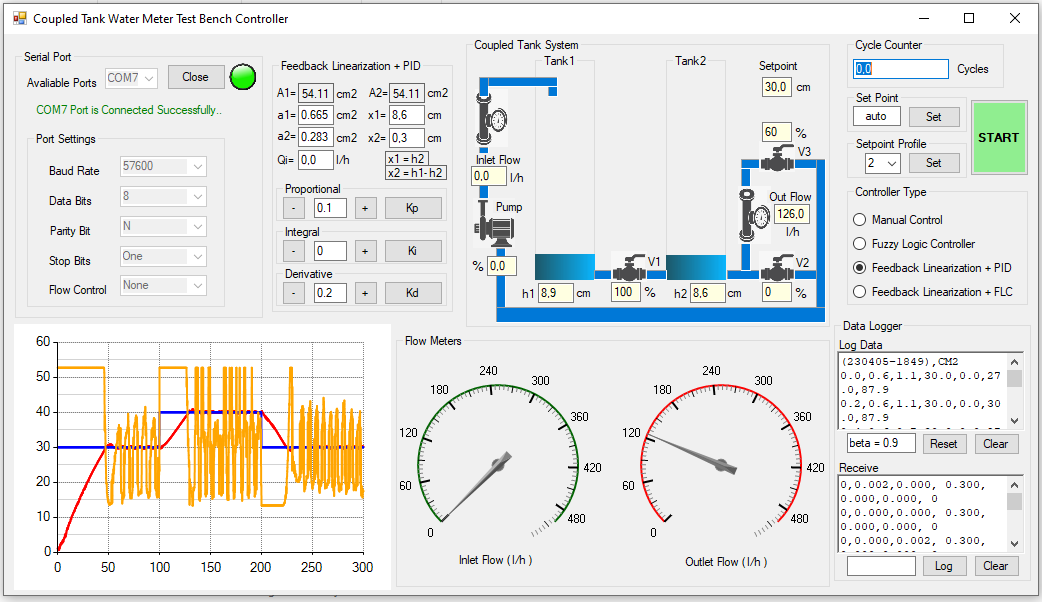 Coupled Tank Water Meter Test Bench Controller
Serial Port
Avaliable Ports COM7 Close
COM7 Port is Connected Successfully..
Port Settings
Baud Rate 57600
Data Bits 8
Parity Bit N
Stop Bits One
Flow Control None
Feedback Linearization + PID
A1= 54.11 cm2 A2= 54.11 cm2
a1= 0.665 cm2 x1= 8,6 cm
a2= 0.283 cm2 x2= 0,3 cm
Qi= 0,0 l/h
x1 = h2
x2 = h1- h2
Proportional
- 0.1 + Kp
Integral
- 0 + Ki
Derivative
- 0.2 + Kd
Coupled Tank System
Tank1
Tank2
Setpoint
30,0 cm
60 %
V3
Inlet Flow
0,0 l/h
Pump
% 0,0
Out Flow
126,0
l/h
V1
V2
h1 8,9 cm
100 %
h2 8,6 cm
0 %
Cycle Counter
0,0 Cycles
Set Point
auto Set
Setpoint Profile
2 Set
START
Controller Type
Manual Control
Fuzzy Logic Controller
Feedback Linearization + PID
Feedback Linearization + FLC
60
50
40
30
20
10
0
0 50 100 150 200 250 300
Flow Meters
0 60 120 180 240 300 360 420 480
Inlet Flow ( l/h )
0 60 120 180 240 300 360 420 480
Outlet Flow ( l/h )
Data Logger
Log Data
(230405-1849),CM2
0.0,0.6,1.1,30.0,0.0,27
.0,87.9
0.2,0.6,1.1,30.0,0.0,30
.0,87.9
beta = 0.9 Reset Clear
Receive
0,0.002,0.000, 0.300,
0.000,0.000, 0
0,0.000,0.000, 0.300,
0.000,0.000, 0
0,0.000,0.002, 0.300,
Log Clear